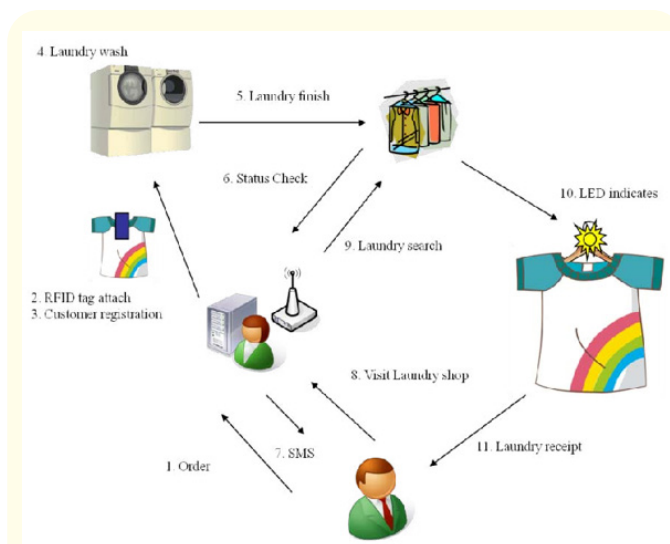 4. Laundry wash
5. Laundry finish
6. Status Check
10. LED indicates
9. Laundry search
2. RFID tag attach
3. Customer registration
8. Visit Laundry shop
7. SMS
1. Order
11. Laundry receipt